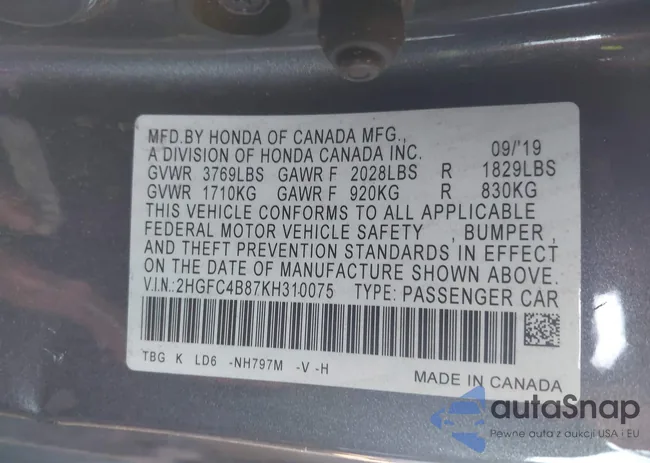 MFD.BY HONDA OF CANADA MFG.,
A DIVISION OF HONDA CANADA INC. 09/'19
GVWR 3769LBS GAWR F 2028LBS R 1829LBS
GVWR 1710KG GAWR F 920KG R 830KG
THIS VEHICLE CONFORMS TO ALL APPLICABLE
FEDERAL MOTOR VEHICLE SAFETY , BUMPER ,
AND THEFT PREVENTION STANDARDS IN EFFECT
ON THE DATE OF MANUFACTURE SHOWN ABOVE.
V.I.N.: 2HGFC4B87KH310075 TYPE: PASSENGER CAR
TBG K LD6 -NH797M -V -H
MADE IN CANADA
autaSnap
Pewne auta z aukcji USA i EU